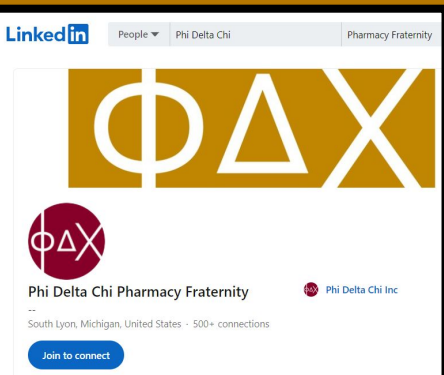 LinkedIn People Phi Delta Chi Pharmacy Fraternity
ΦΔΧ
ΦΔΧ
Phi Delta Chi Pharmacy Fraternity ΦΔΧ Phi Delta Chi Inc
--
South Lyon, Michigan, United States · 500+ connections
Join to connect